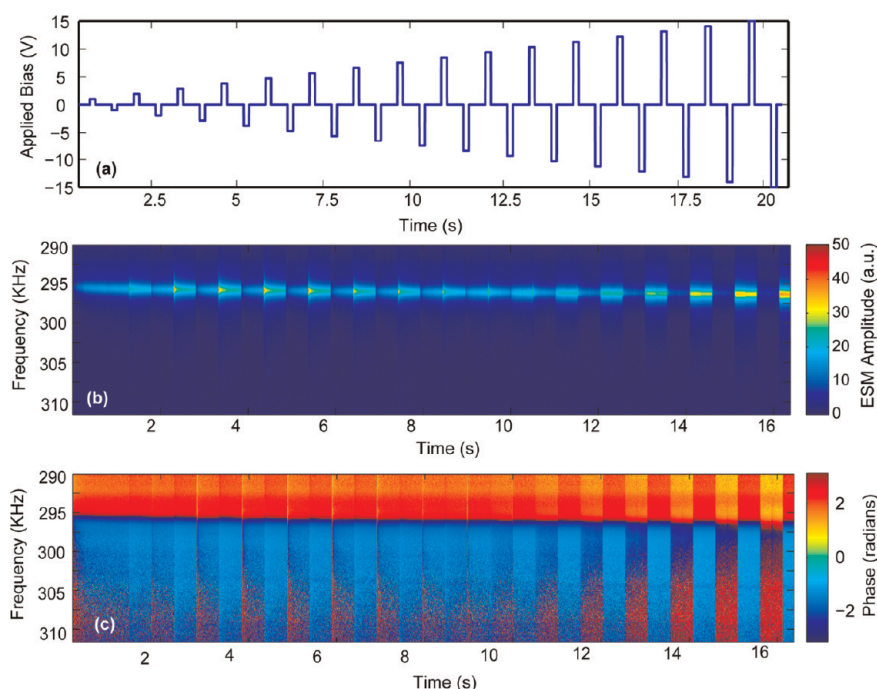 15
10
5
0
−5
−10
−15
Applied Bias (V)
(a)
2.5 5 7.5 10 12.5 15 17.5 20
Time (s)
290
295
300
305
310
Frequency (KHz)
(b)
2 4 6 8 10 12 14 16
Time (s)
50
40
30
20
10
0
ESM Amplitude (a.u.)
290
295
300
305
310
Frequency (KHz)
(c)
2 4 6 8 10 12 14 16
Time (s)
2
0
−2
Phase (radians)